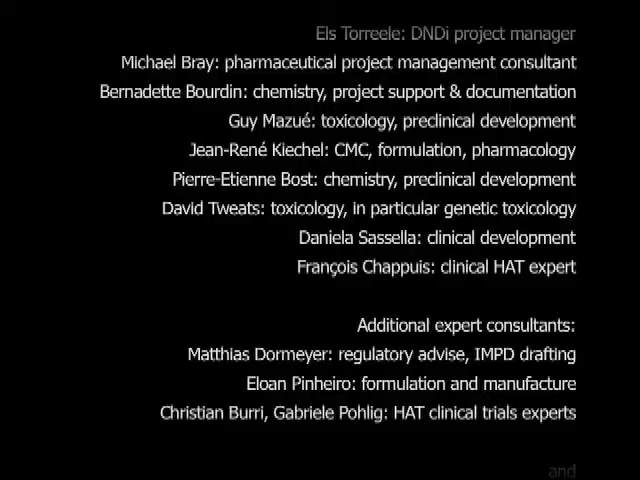 Els Torreele: DNDi project manager
Michael Bray: pharmaceutical project management consultant
Bernadette Bourdin: chemistry, project support & documentation
Guy Mazué: toxicology, preclinical development
Jean-René Kiechel: CMC, formulation, pharmacology
Pierre-Etienne Bost: chemistry, preclinical development
David Tweats: toxicology, in particular genetic toxicology
Daniela Sassella: clinical development
François Chappuis: clinical HAT expert
Additional expert consultants:
Matthias Dormeyer: regulatory advise, IMPD drafting
Eloan Pinheiro: formulation and manufacture
Christian Burri, Gabriele Pohlig: HAT clinical trials experts
and